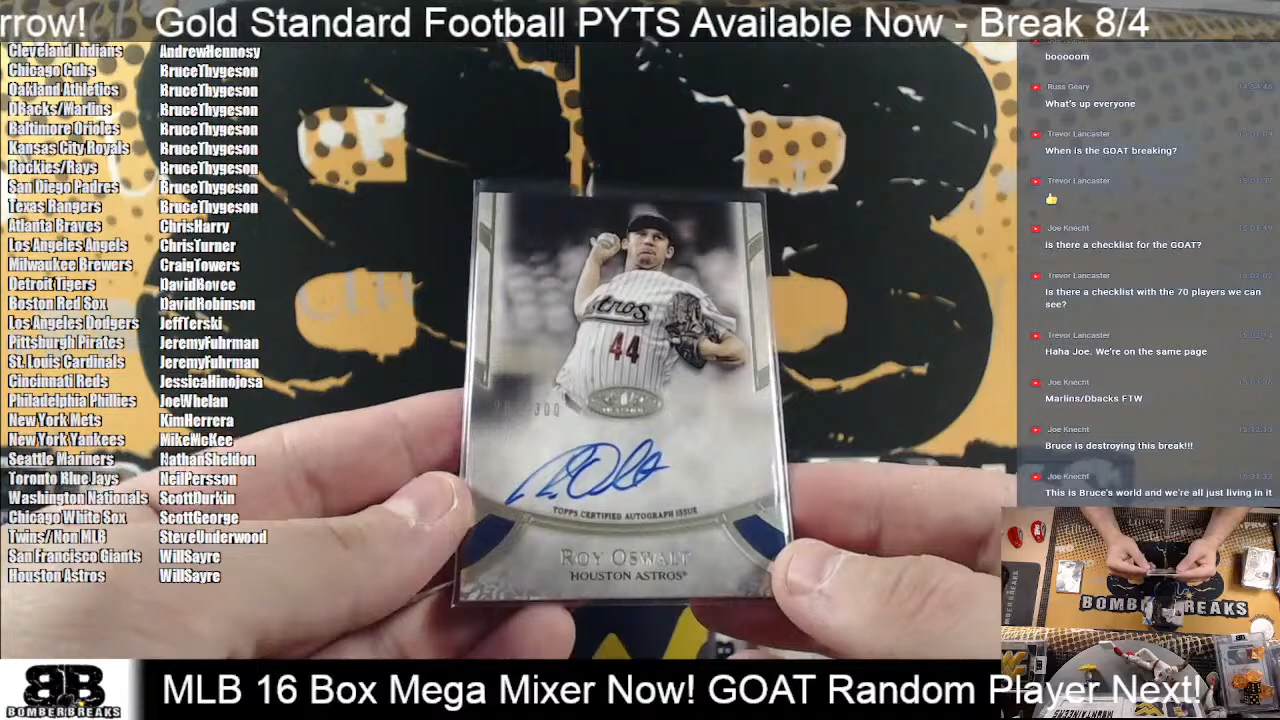 rrow! Gold Standard Football PYTS Available Now - Break 8/4
Cleveland Indians AndrewHennosy
Chicago Cubs BruceThygeson
Oakland Athletics BruceThygeson
DBacks/Marlins BruceThygeson
Baltimore Orioles BruceThygeson
Kansas City Royals BruceThygeson
Rockies/Rays BruceThygeson
San Diego Padres BruceThygeson
Texas Rangers BruceThygeson
Atlanta Braves ChrisHarry
Los Angeles Angels ChrisTurner
Milwaukee Brewers CraigTowers
Detroit Tigers DavidBovee
Boston Red Sox DavidRobinson
Los Angeles Dodgers JeffTerski
Pittsburgh Pirates JeremyFuhrman
St. Louis Cardinals JeremyFuhrman
Cincinnati Reds JessicaHinojosa
Philadelphia Phillies JoeWhelan
New York Mets KimHerrera
New York Yankees MikeMcKee
Seattle Mariners NathanSheldon
Toronto Blue Jays NeilPersson
Washington Nationals ScottDurkin
Chicago White Sox ScottGeorge
Twins/Non MLB SteveUnderwood
San Francisco Giants WillSayre
Houston Astros WillSayre
stros
44
TOPPS CERTIFIED AUTOGRAPH ISSUE
ROY OSWALT
HOUSTON ASTROS
booooom
Russ Geary
What's up everyone
Trevor Lancaster
When is the GOAT breaking?
Trevor Lancaster
👍
Joe Knecht
is there a checklist for the GOAT?
Trevor Lancaster
Is there a checklist with the 70 players we can
see?
Trevor Lancaster
Haha Joe. We're on the same page
Joe Knecht
Marlins/Dbacks FTW
Joe Knecht
Bruce is destroying this break!!!
Joe Knecht
This is Bruce's world and we're all just living in it
BOMBERBREAKS
BB
BOMBERBREAKS
MLB 16 Box Mega Mixer Now! GOAT Random Player Next!